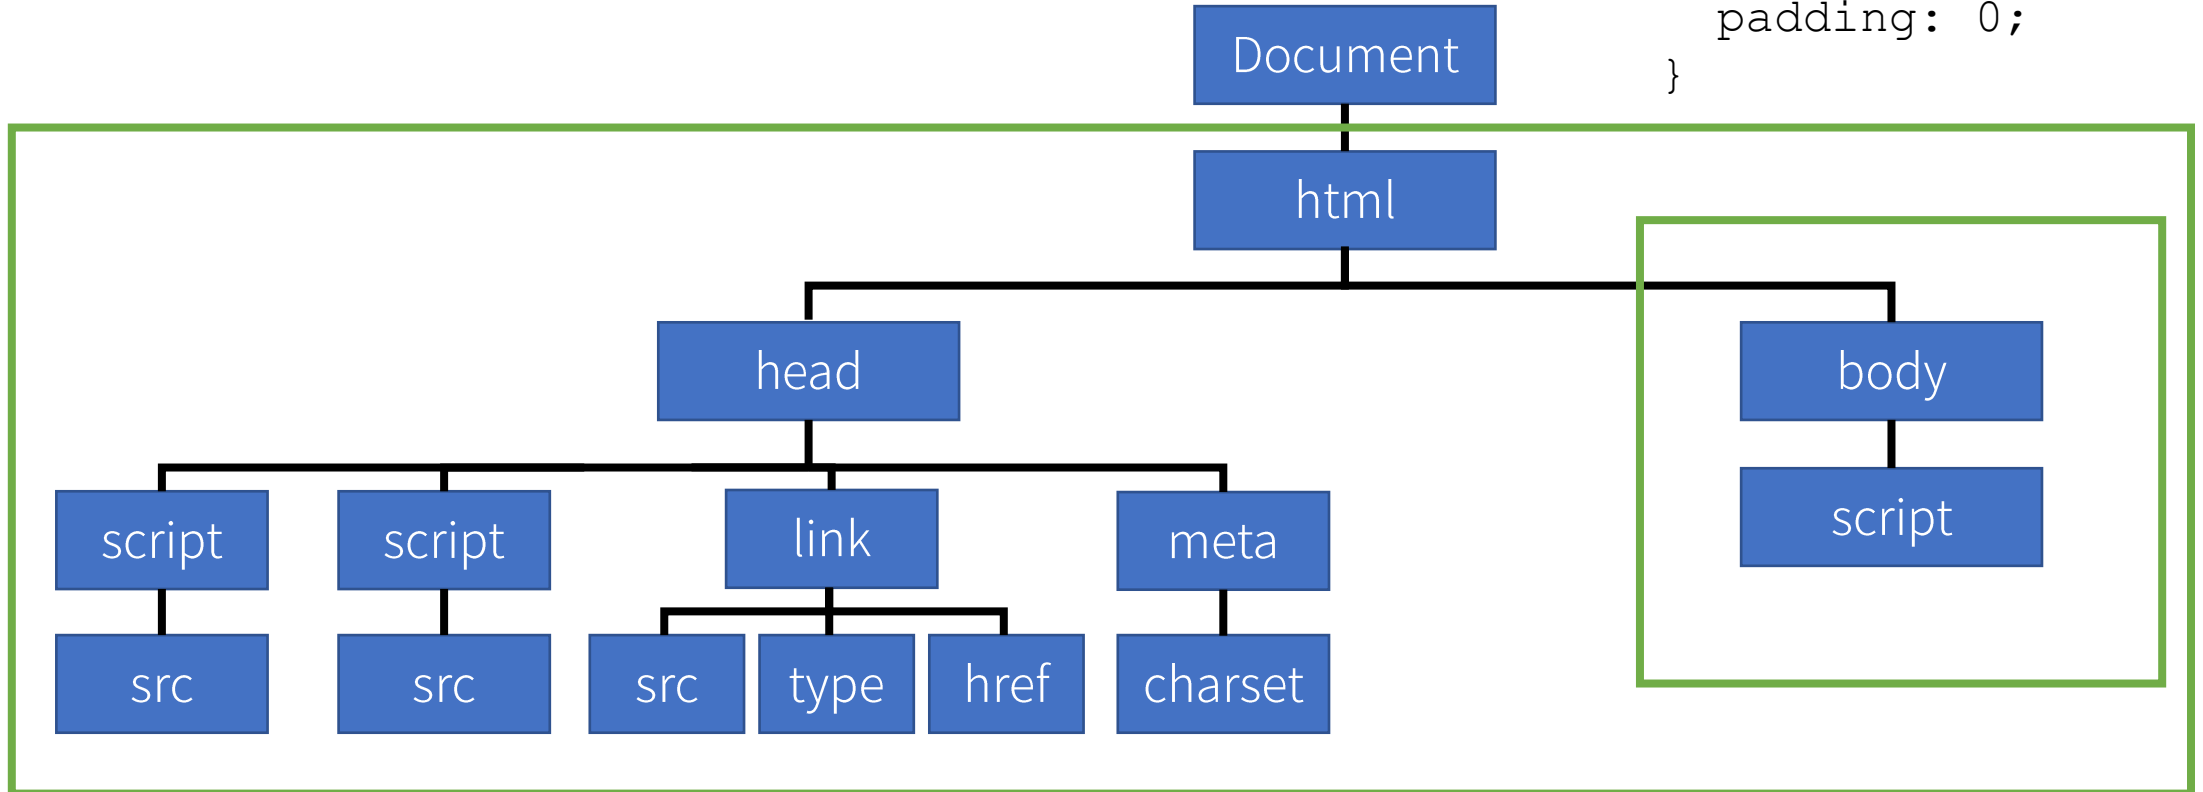 padding: 0;
}
Document
html
head
body
script
script
link
meta
script
src
src
src
type
href
charset